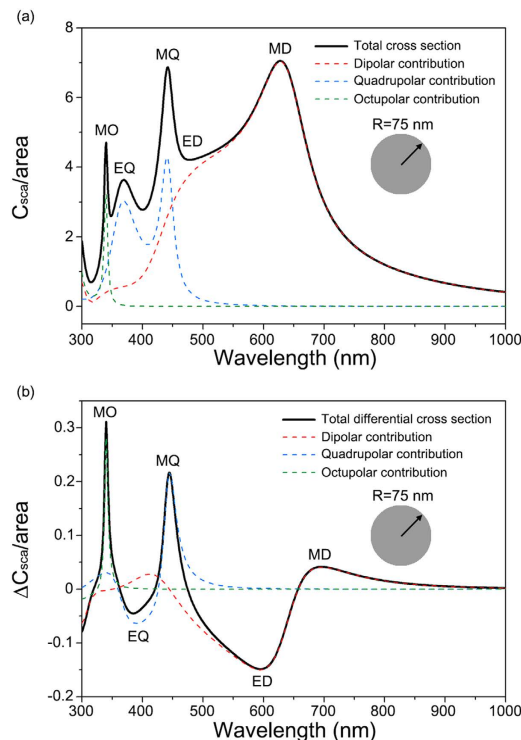 (a)
8
6
4
2
0
C_sca/area
MO
EQ
MQ
ED
MD
Total cross section
Dipolar contribution
Quadrupolar contribution
Octupolar contribution
R=75 nm
300 400 500 600 700 800 900 1000
Wavelength (nm)
(b)
0.3
0.2
0.1
0
-0.1
-0.2
ΔC_sca/area
MO
MQ
EQ
ED
MD
Total differential cross section
Dipolar contribution
Quadrupolar contribution
Octupolar contribution
R=75 nm
300 400 500 600 700 800 900 1000
Wavelength (nm)